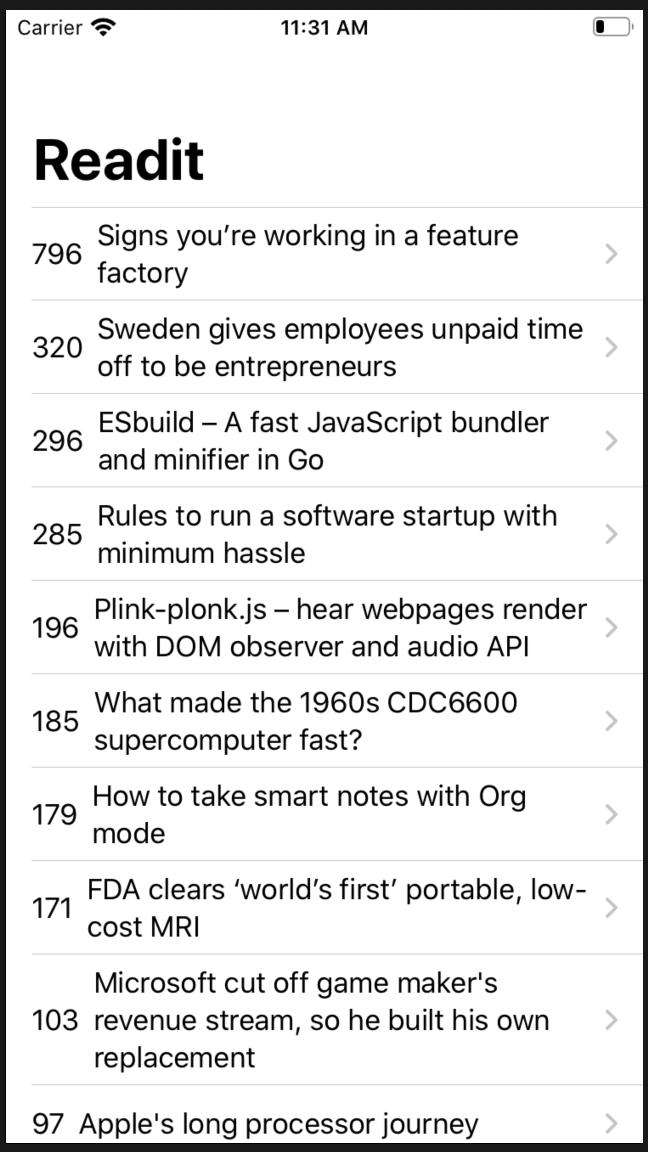 Carrier 11:31 AM
Readit
Signs you’re working in a feature
796
factory
Sweden gives employees unpaid time
320
off to be entrepreneurs
ESbuild – A fast JavaScript bundler
296
and minifier in Go
Rules to run a software startup with
285
minimum hassle
Plink-plonk.js – hear webpages render
196
with DOM observer and audio API
What made the 1960s CDC6600
185
supercomputer fast?
How to take smart notes with Org
179
mode
FDA clears ‘world’s first’ portable, low-
171
cost MRI
Microsoft cut off game maker's
103 revenue stream, so he built his own
replacement
97 Apple's long processor journey